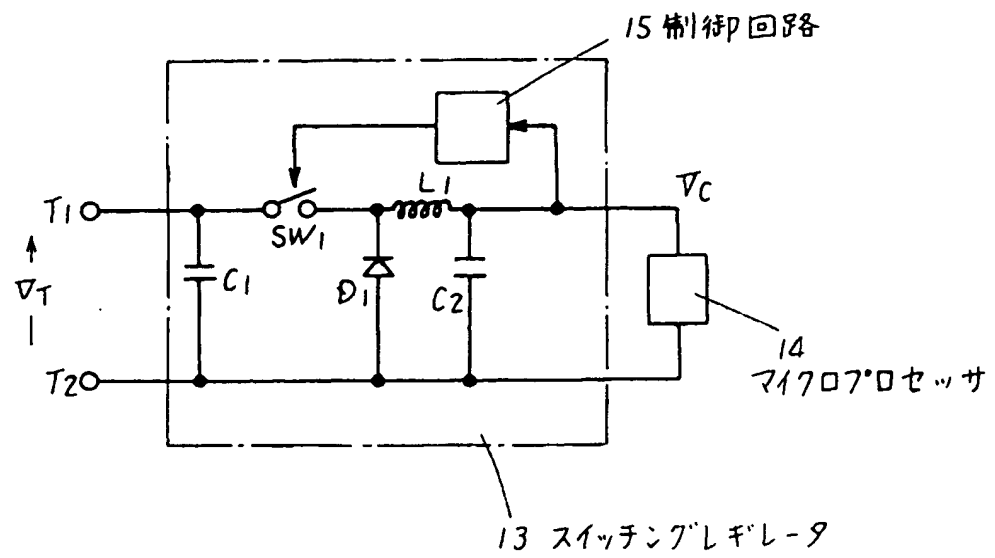 15 制御回路
T1
SW1
L1
VC
VT
C1
D1
C2
T2
14
マイクロプロセッサ
13 スイッチングレギレータ